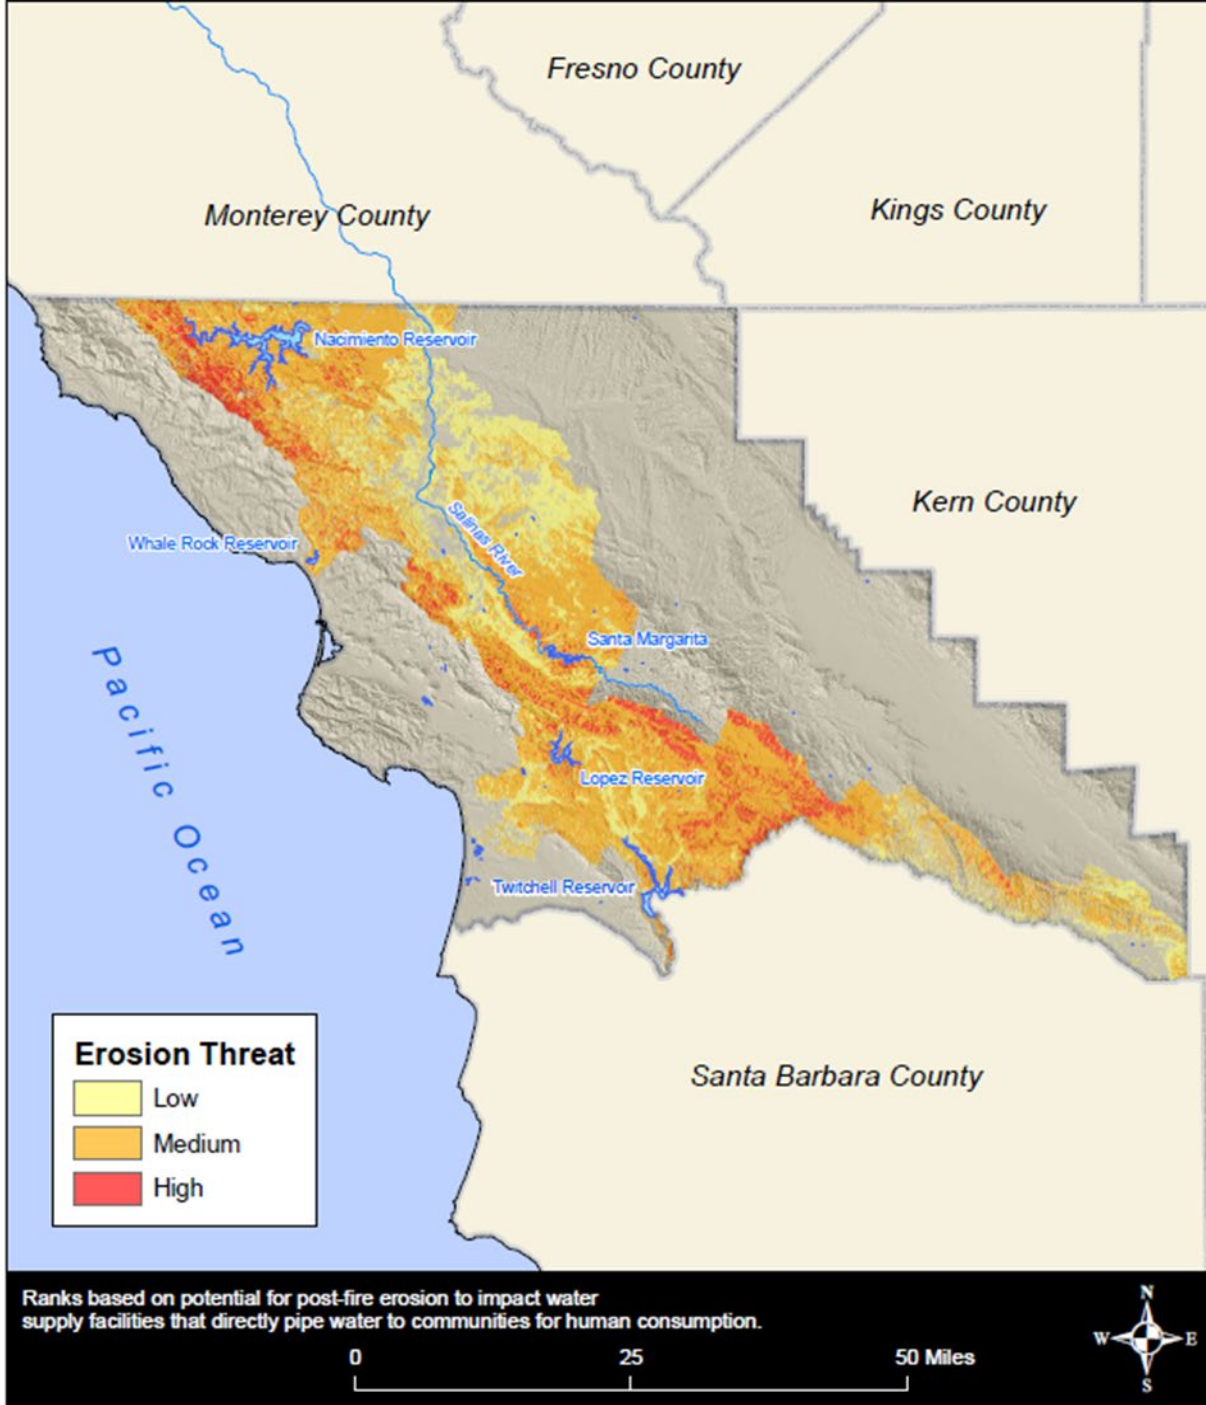 Fresno County
Monterey County
Kings County
Nacimiento Reservoir
Kern County
Salinas River
Whale Rock Reservoir
Santa Margarita
Pacific Ocean
Lopez Reservoir
Twitchell Reservoir
Santa Barbara County
Erosion Threat
Low
Medium
High
Ranks based on potential for post-fire erosion to impact water
supply facilities that directly pipe water to communities for human consumption.
0 25 50 Miles
N
W E
S